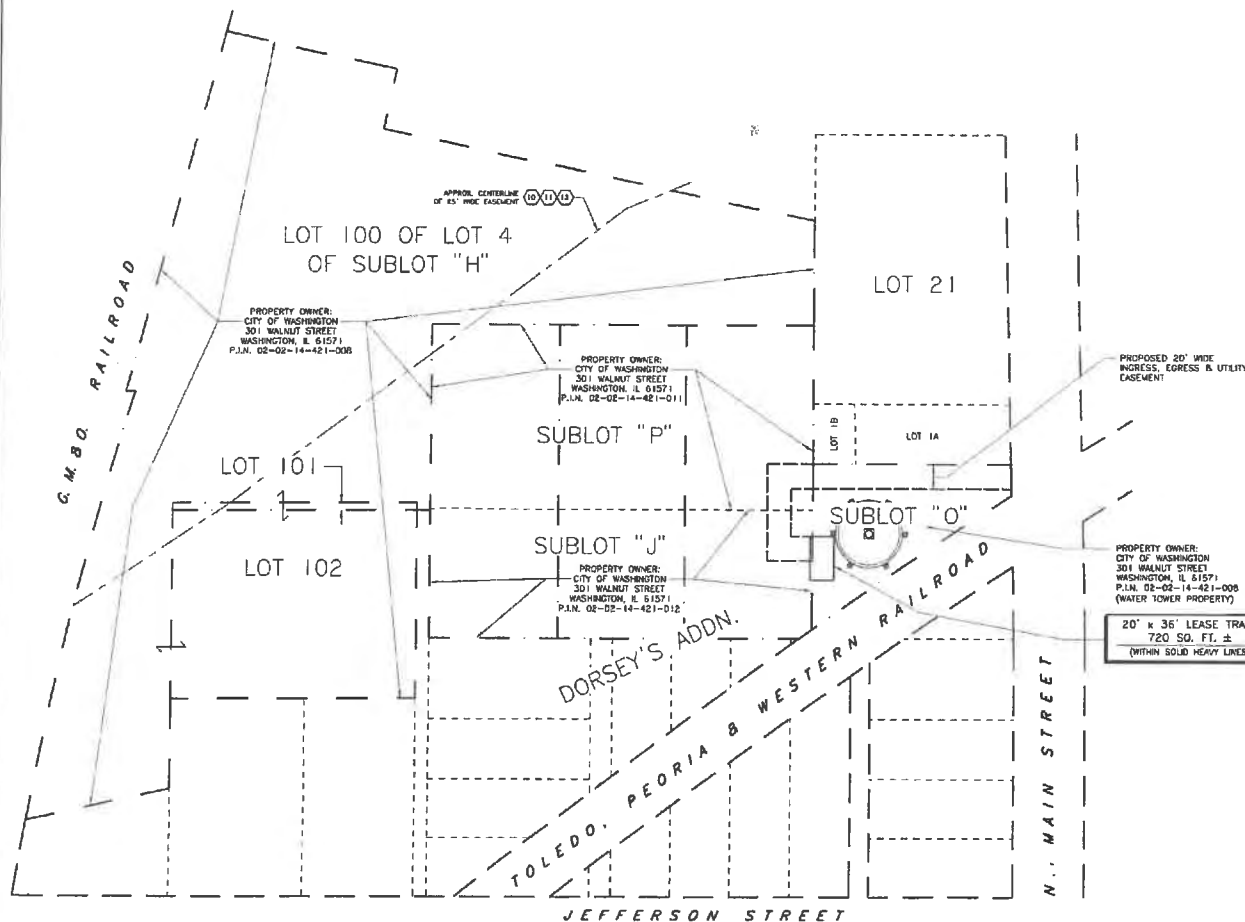 APPROX. CENTERLINE
OF 25' WIDE EASEMENT
10 11 12
LOT 100 OF LOT 4
OF SUBLOT "H"
G. M. & O. RAILROAD
PROPERTY OWNER:
CITY OF WASHINGTON
301 WALNUT STREET
WASHINGTON, IL 61571
P.I.N. 02-02-14-421-008
LOT 21
PROPOSED 20' WIDE
INGRESS, EGRESS & UTILITY
EASEMENT
PROPERTY OWNER:
CITY OF WASHINGTON
301 WALNUT STREET
WASHINGTON, IL 61571
P.I.N. 02-02-14-421-011
LOT 1B
LOT 1A
SUBLOT "P"
LOT 101
SUBLOT "O"
LOT 102
SUBLOT "J"
PROPERTY OWNER:
CITY OF WASHINGTON
301 WALNUT STREET
WASHINGTON, IL 61571
P.I.N. 02-02-14-421-012
PROPERTY OWNER:
CITY OF WASHINGTON
301 WALNUT STREET
WASHINGTON, IL 61571
P.I.N. 02-02-14-421-008
(WATER TOWER PROPERTY)
20' x 36' LEASE TRA
720 SQ. FT. ±
(WITHIN SOLID HEAVY LINES
DORSEY'S ADDN.
TOLEDO, PEORIA & WESTERN RAILROAD
N. MAIN STREET
JEFFERSON STREET